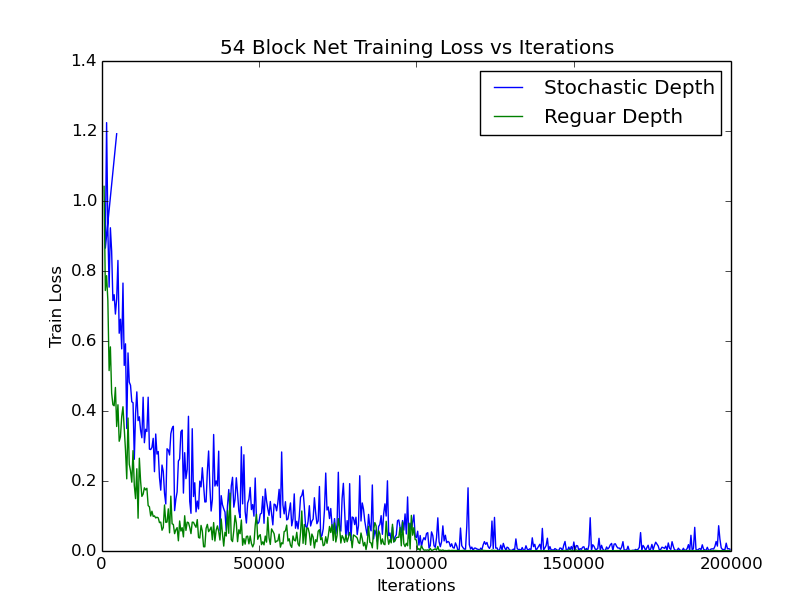 54 Block Net Training Loss vs Iterations
1.4
1.2
1.0
0.8
0.6
0.4
0.2
0.0
Train Loss
Stochastic Depth
Reguar Depth
0 50000 100000 150000 200000
Iterations